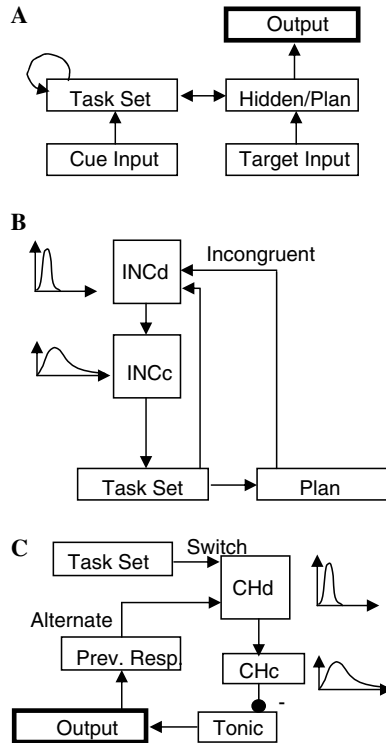 A
Output
Task Set
Hidden/Plan
Cue Input
Target Input
B
Incongruent
INCd
INCc
Task Set
Plan
C
Task Set
Switch
CHd
Alternate
Prev. Resp.
CHc
-
Output
Tonic